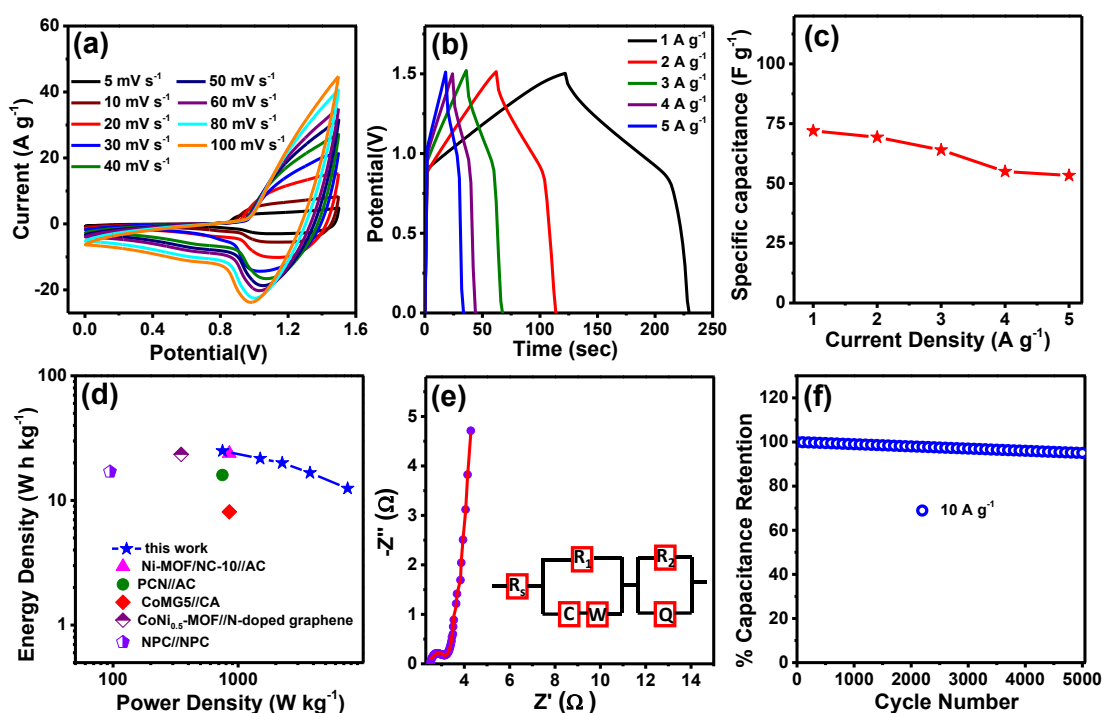 (a)
5 mV s⁻¹
10 mV s⁻¹
20 mV s⁻¹
30 mV s⁻¹
40 mV s⁻¹
50 mV s⁻¹
60 mV s⁻¹
80 mV s⁻¹
100 mV s⁻¹
Current (A g⁻¹)
60
40
20
0
-20
0.0 0.4 0.8 1.2 1.6
Potential(V)
(b)
1 A g⁻¹
2 A g⁻¹
3 A g⁻¹
4 A g⁻¹
5 A g⁻¹
Potential(V)
1.5
1.0
0.5
0.0
0 50 100 150 200 250
Time (sec)
(c)
Specific capacitance (F g⁻¹)
100
75
50
25
0
1 2 3 4 5
Current Density (A g⁻¹)
(d)
Energy Density (W h kg⁻¹)
100
10
1
this work
Ni-MOF/NC-10//AC
PCN//AC
CoMG5//CA
CoNi₀.₅-MOF//N-doped graphene
NPC//NPC
100 1000
Power Density (W kg⁻¹)
(e)
-Z'' (Ω)
5
4
3
2
1
0
Rₛ
R₁
C
W
R₂
Q
4 6 8 10 12 14
Z' (Ω)
(f)
% Capacitance Retention
120
100
80
60
40
20
0
10 A g⁻¹
0 1000 2000 3000 4000 5000
Cycle Number